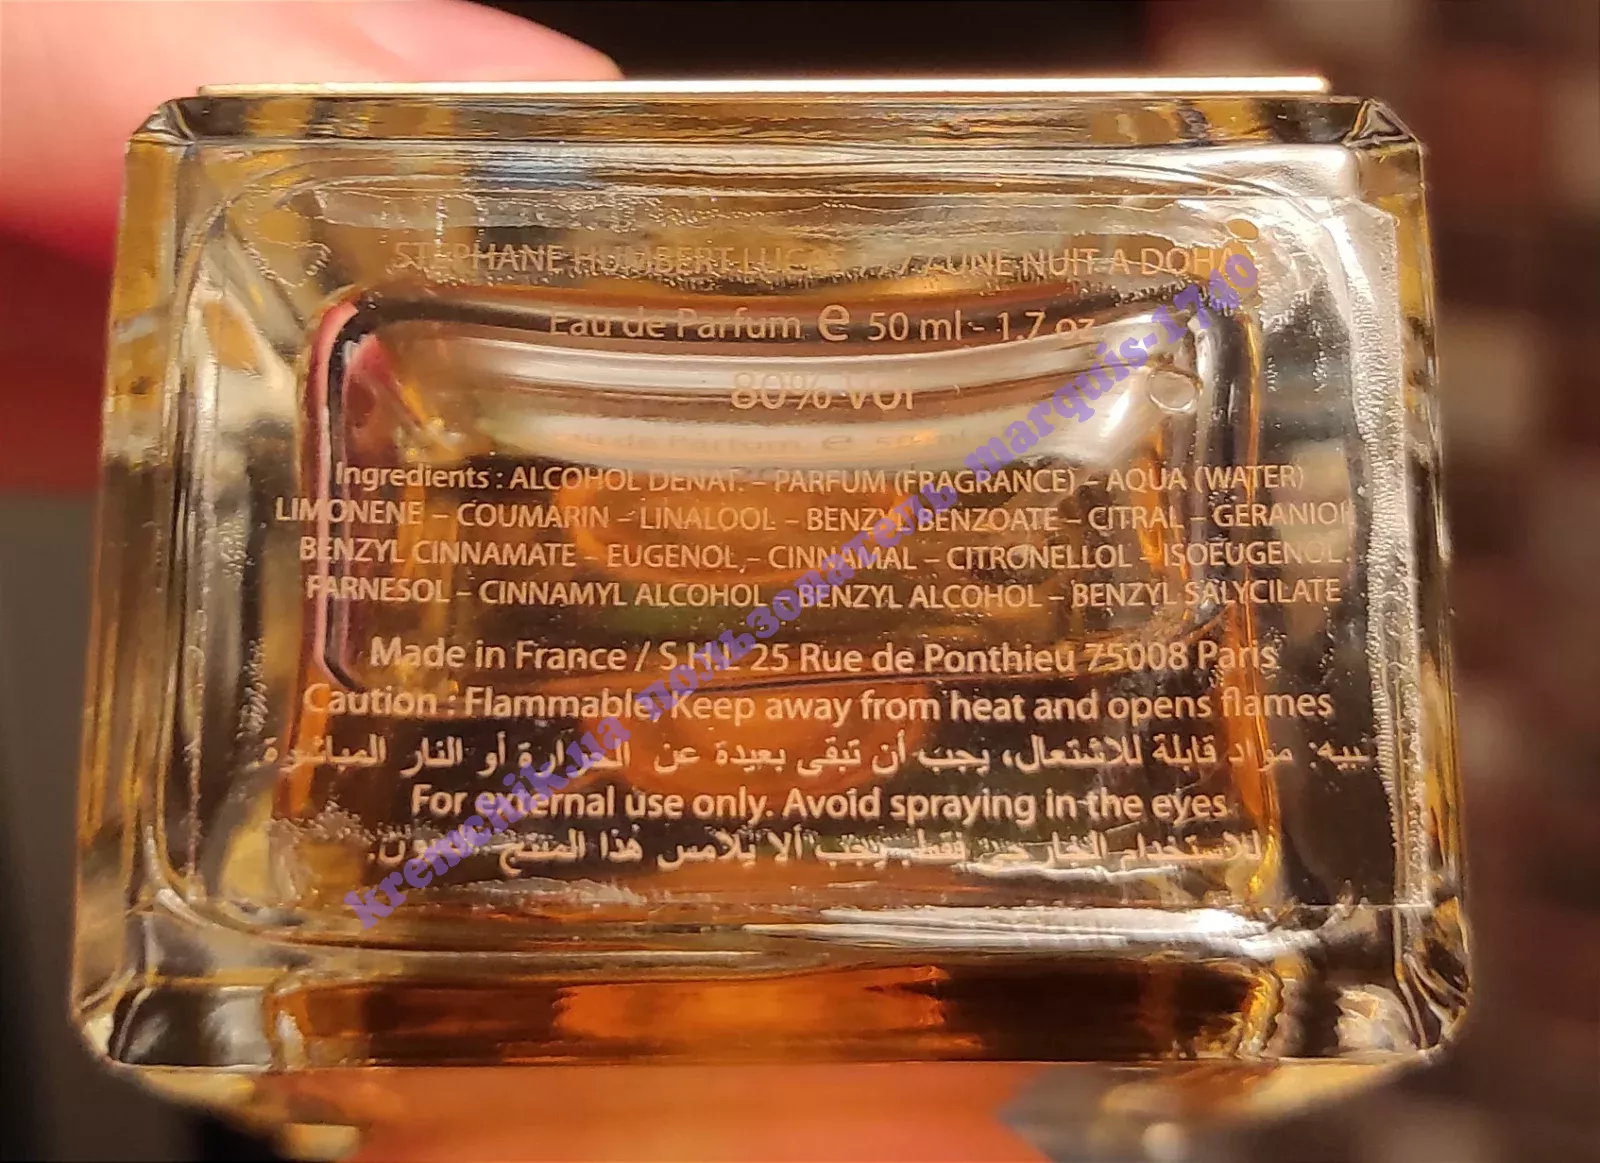 STEPHANE HUMBERT LUCAS 777 UNE NUIT A DOHA
Eau de Parfum e 50 ml - 1.7 oz
80% Vol
Ingredients : ALCOHOL DENAT. – PARFUM (FRAGRANCE) – AQUA (WATER)
LIMONENE – COUMARIN – LINALOOL – BENZYL BENZOATE – CITRAL – GERANIOL
BENZYL CINNAMATE – EUGENOL – CINNAMAL – CITRONELLOL – ISOEUGENOL
FARNESOL – CINNAMYL ALCOHOL – BENZYL ALCOHOL – BENZYL SALYCILATE
Made in France / S.H.L 25 Rue de Ponthieu 75008 Paris
Caution : Flammable. Keep away from heat and opens flames
تنبيه: مواد قابلة للاشتعال، يجب أن تبقى بعيدة عن الحرارة أو النار المباشرة.
For external use only. Avoid spraying in the eyes.
للاستخدام الخارجي فقط. يجب ألا يلامس هذا المنتج العيون.
kremchik.ua пользователь marquis-1740